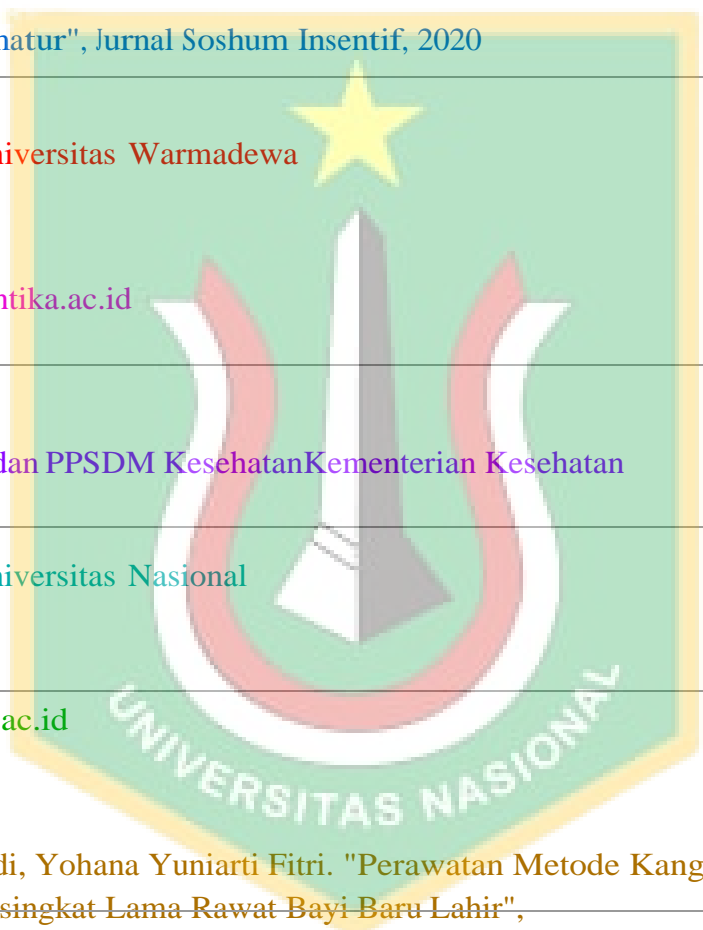 natur", Jurnal Soshum Insentif, 2020
niversitas Warmadewa
ntika.ac.id
dan PPSDM KesehatanKementerian Kesehatan
niversitas Nasional
ac.id
UNIVERSITAS NASIONAL
di, Yohana Yuniarti Fitri. "Perawatan Metode Kang
singkat Lama Rawat Bayi Baru Lahir",